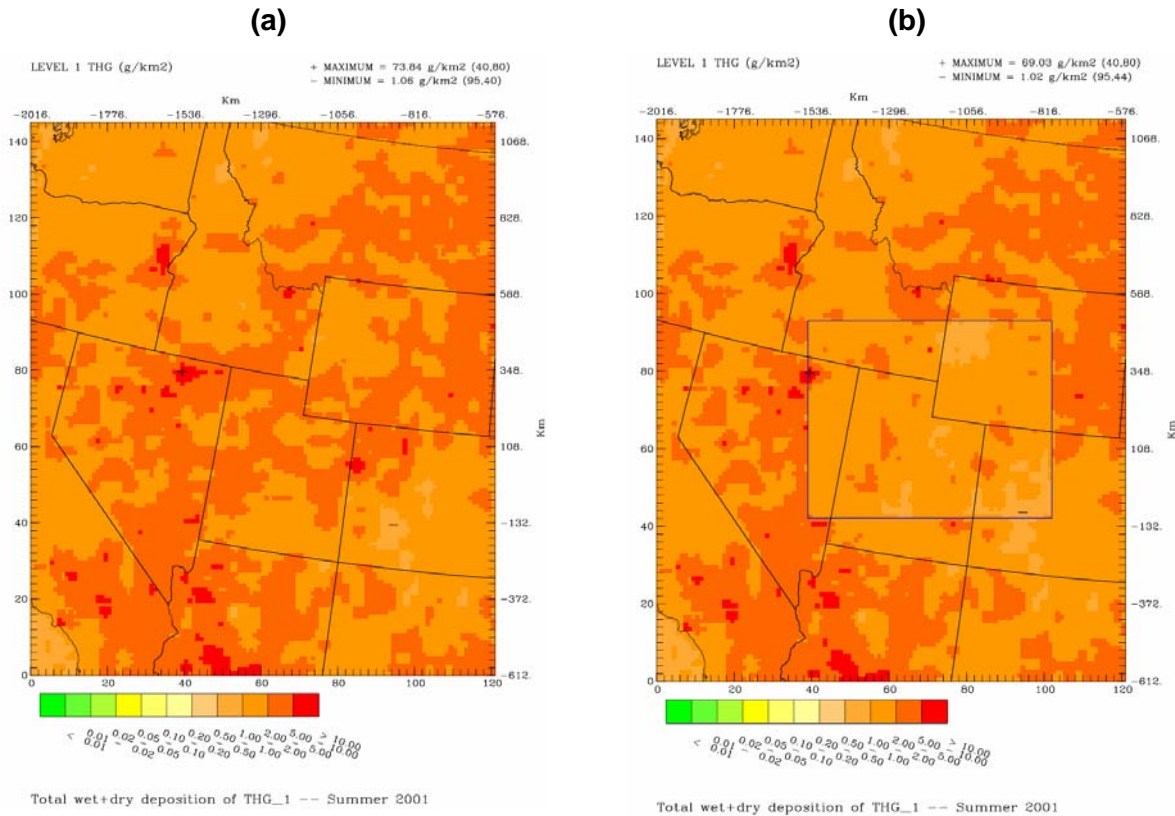 (a)
LEVEL 1 THG (g/km2)
+ MAXIMUM = 73.84 g/km2 (40,80)
− MINIMUM = 1.06 g/km2 (95,40)
Km
−2016. −1776. −1536. −1296. −1056. −816. −576.
140 1068.
120 828.
100 588.
80 348.
Km
60 108.
40 −132.
20 −372.
0 −612.
0 20 40 60 80 100 120
< 0.01
0.01 − 0.02
0.02 − 0.05
0.05 − 0.10
0.10 − 0.20
0.20 − 0.50
0.50 − 1.00
1.00 − 2.00
2.00 − 5.00
5.00 − 10.00
> 10.00
Total wet+dry deposition of THG_1 −− Summer 2001
(b)
LEVEL 1 THG (g/km2)
+ MAXIMUM = 69.03 g/km2 (40,80)
− MINIMUM = 1.02 g/km2 (95,44)
Km
−2016. −1776. −1536. −1296. −1056. −816. −576.
140 1068.
120 828.
100 588.
80 348.
Km
60 108.
40 −132.
20 −372.
0 −612.
0 20 40 60 80 100 120
< 0.01
0.01 − 0.02
0.02 − 0.05
0.05 − 0.10
0.10 − 0.20
0.20 − 0.50
0.50 − 1.00
1.00 − 2.00
2.00 − 5.00
5.00 − 10.00
> 10.00
Total wet+dry deposition of THG_1 −− Summer 2001